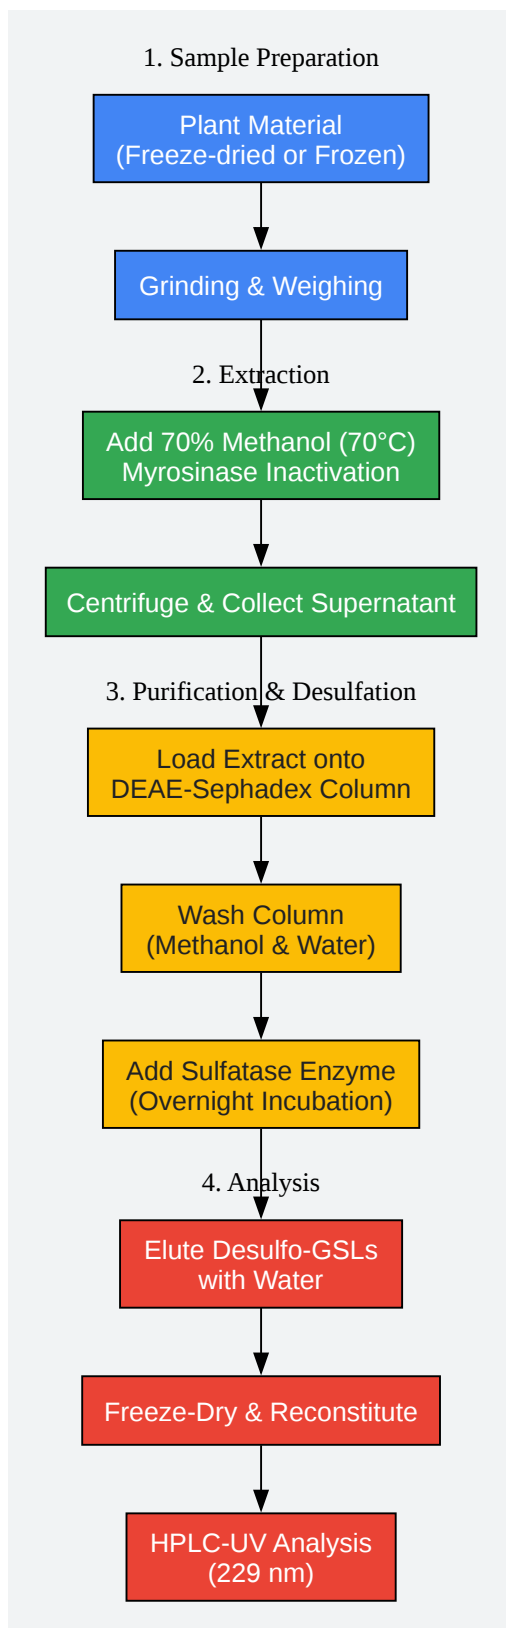 1. Sample Preparation
Plant Material
(Freeze-dried or Frozen)
Grinding & Weighing
2. Extraction
Add 70% Methanol (70°C)
Myrosinase Inactivation
Centrifuge & Collect Supernatant
3. Purification & Desulfation
Load Extract onto
DEAE-Sephadex Column
Wash Column
(Methanol & Water)
Add Sulfatase Enzyme
(Overnight Incubation)
4. Analysis
Elute Desulfo-GSLs
with Water
Freeze-Dry & Reconstitute
HPLC-UV Analysis
(229 nm)